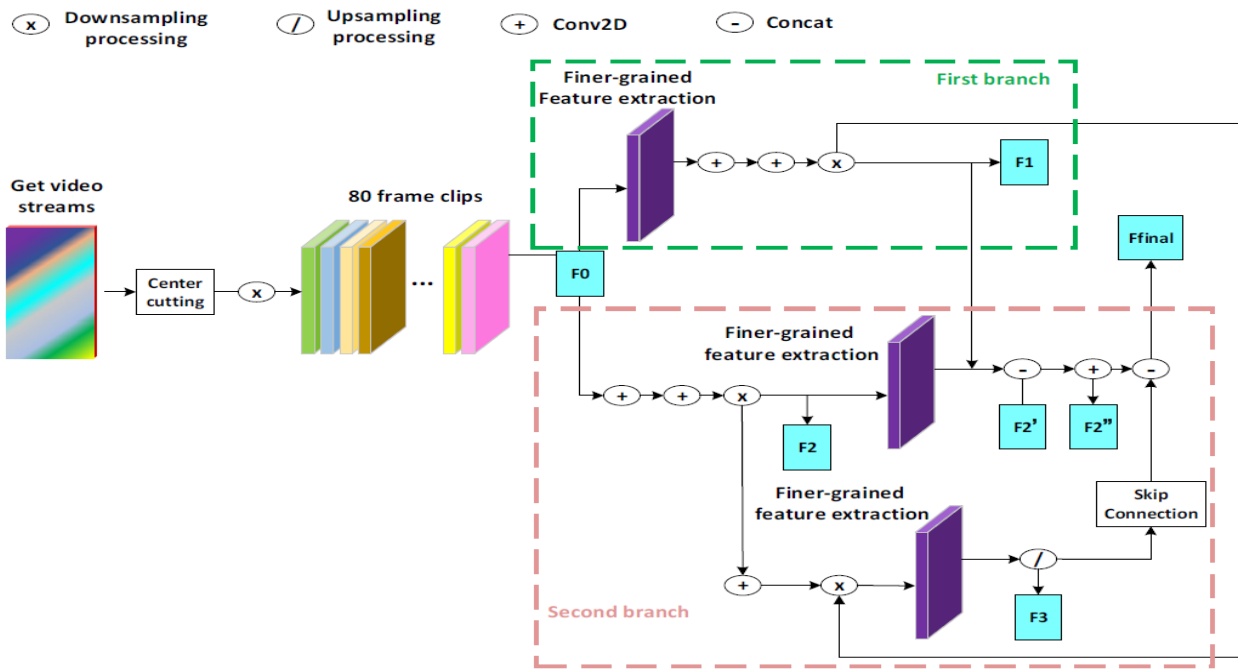 x Downsampling
processing
/ Upsampling
processing
+ Conv2D
- Concat
Finer-grained
Feature extraction
First branch
+ + x
F1
Get video
streams
80 frame clips
Center
cutting
x
...
F0
Ffinal
Finer-grained
feature extraction
+ + x
- + -
F2
F2'
F2"
Finer-grained
feature extraction
Skip
Connection
+ x
/
F3
Second branch